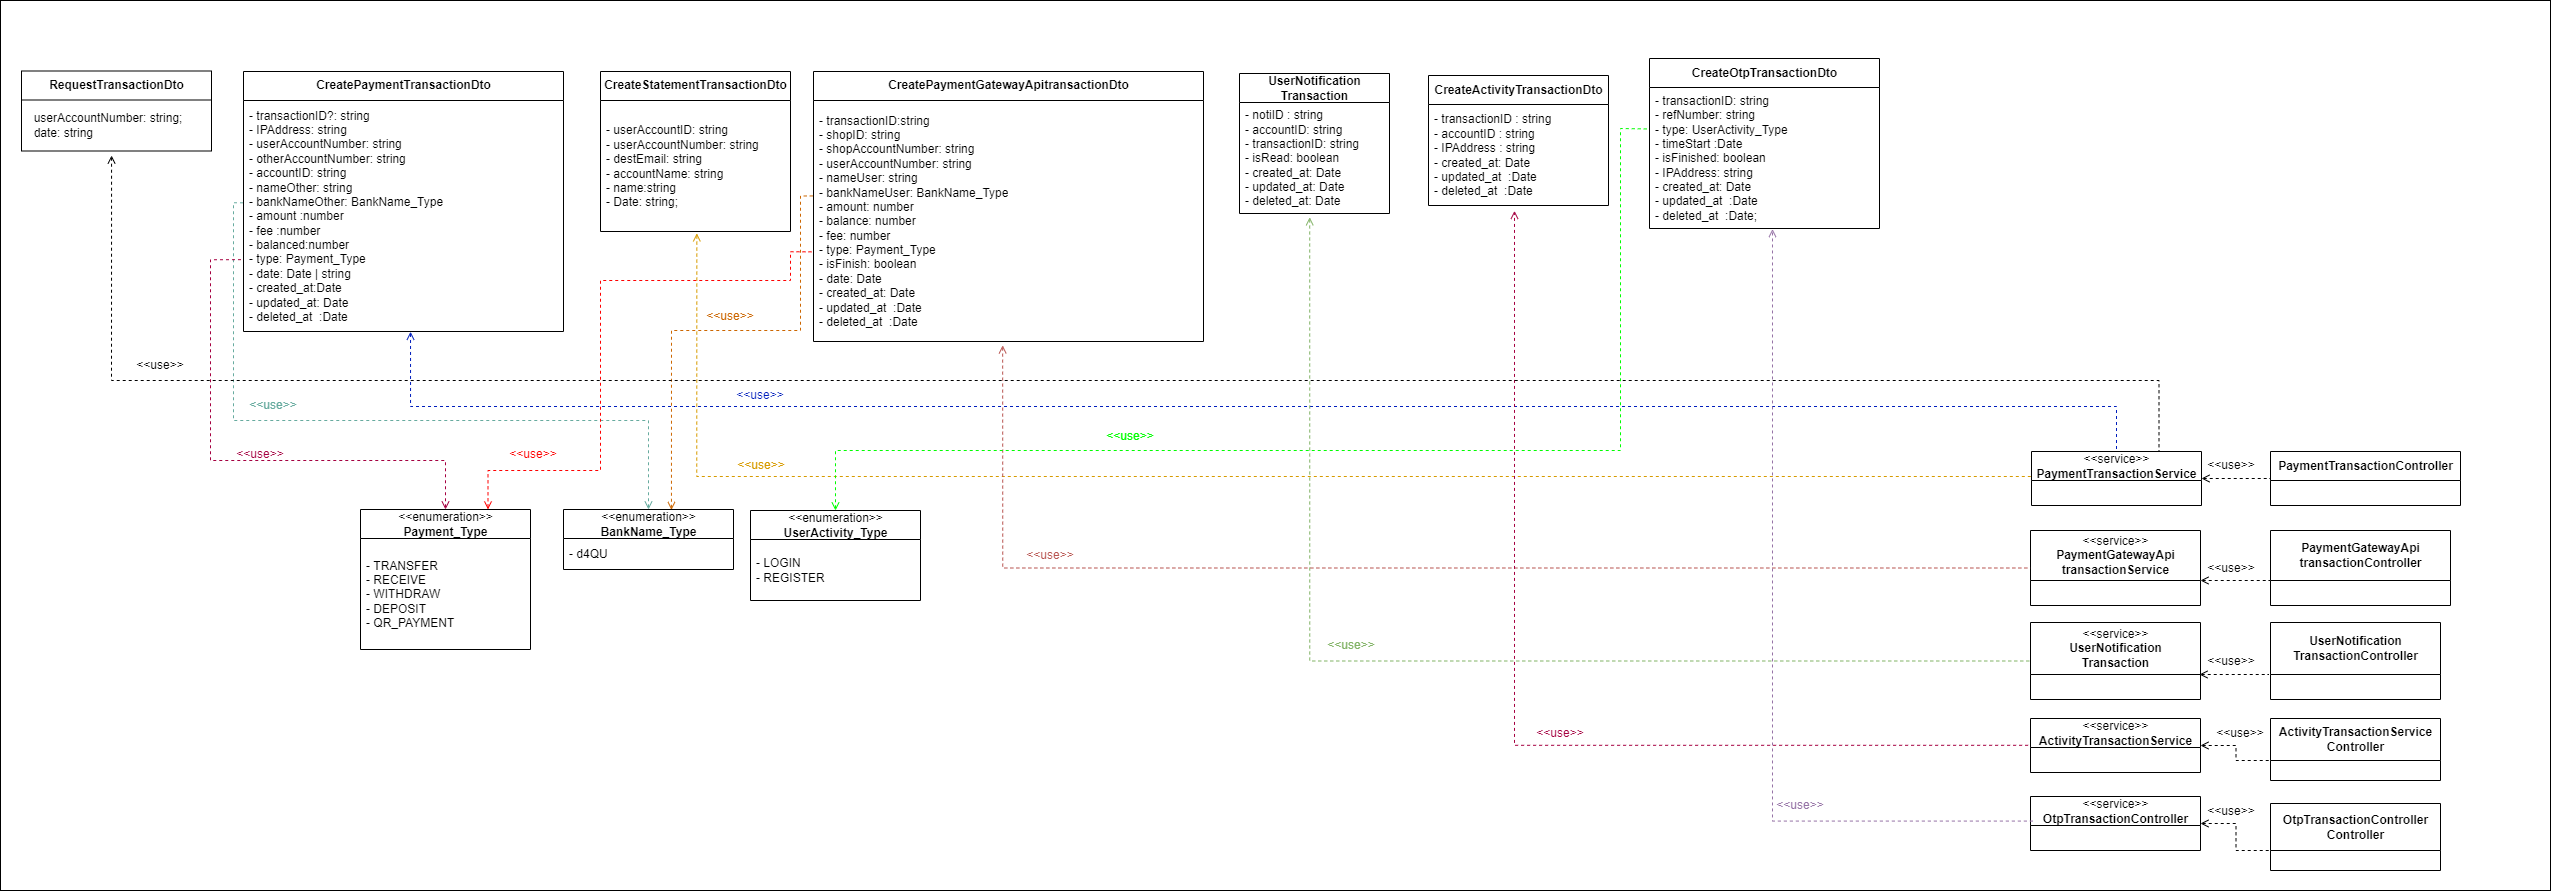 RequestTransactionDto
userAccountNumber: string;
date: string
CreatePaymentTransactionDto
- transactionID?: string
- IPAddress: string
- userAccountNumber: string
- otherAccountNumber: string
- accountID: string
- nameOther: string
- bankNameOther: BankName_Type
- amount :number
- fee :number
- balanced:number
- type: Payment_Type
- date: Date | string
- created_at:Date
- updated_at: Date
- deleted_at  :Date
CreateStatementTransactionDto
- userAccountID: string
- userAccountNumber: string
- destEmail: string
- accountName: string
- name:string
- Date: string;
CreatePaymentGatewayApitransactionDto
- transactionID:string
- shopID: string
- shopAccountNumber: string
- userAccountNumber: string
- nameUser: string
- bankNameUser: BankName_Type
- amount: number
- balance: number
- fee: number
- type: Payment_Type
- isFinish: boolean
- date: Date
- created_at: Date
- updated_at  :Date
- deleted_at  :Date
UserNotification
Transaction
- notiID : string
- accountID: string
- transactionID: string
- isRead: boolean
- created_at: Date
- updated_at: Date
- deleted_at: Date
CreateActivityTransactionDto
- transactionID : string
- accountID : string
- IPAddress : string
- created_at: Date
- updated_at  :Date
- deleted_at  :Date
CreateOtpTransactionDto
- transactionID: string
- refNumber: string
- type: UserActivity_Type
- timeStart :Date
- isFinished: boolean
- IPAddress: string
- created_at: Date
- updated_at  :Date
- deleted_at  :Date;
<<use>>
<<use>>
<<use>>
<<use>>
<<use>>
<<use>>
<<use>>
<<use>>
<<use>>
<<use>>
<<use>>
<<use>>
<<use>>
<<enumeration>>
Payment_Type
- TRANSFER
- RECEIVE
- WITHDRAW
- DEPOSIT
- QR_PAYMENT
<<enumeration>>
BankName_Type
- d4QU
<<enumeration>>
UserActivity_Type
- LOGIN
- REGISTER
<<service>>
PaymentTransactionService
<<use>>
PaymentTransactionController
<<service>>
PaymentGatewayApi
transactionService
<<use>>
PaymentGatewayApi
transactionController
<<service>>
UserNotification
Transaction
<<use>>
UserNotification
TransactionController
<<service>>
ActivityTransactionService
<<use>>
ActivityTransactionService
Controller
<<service>>
OtpTransactionController
<<use>>
OtpTransactionController
Controller